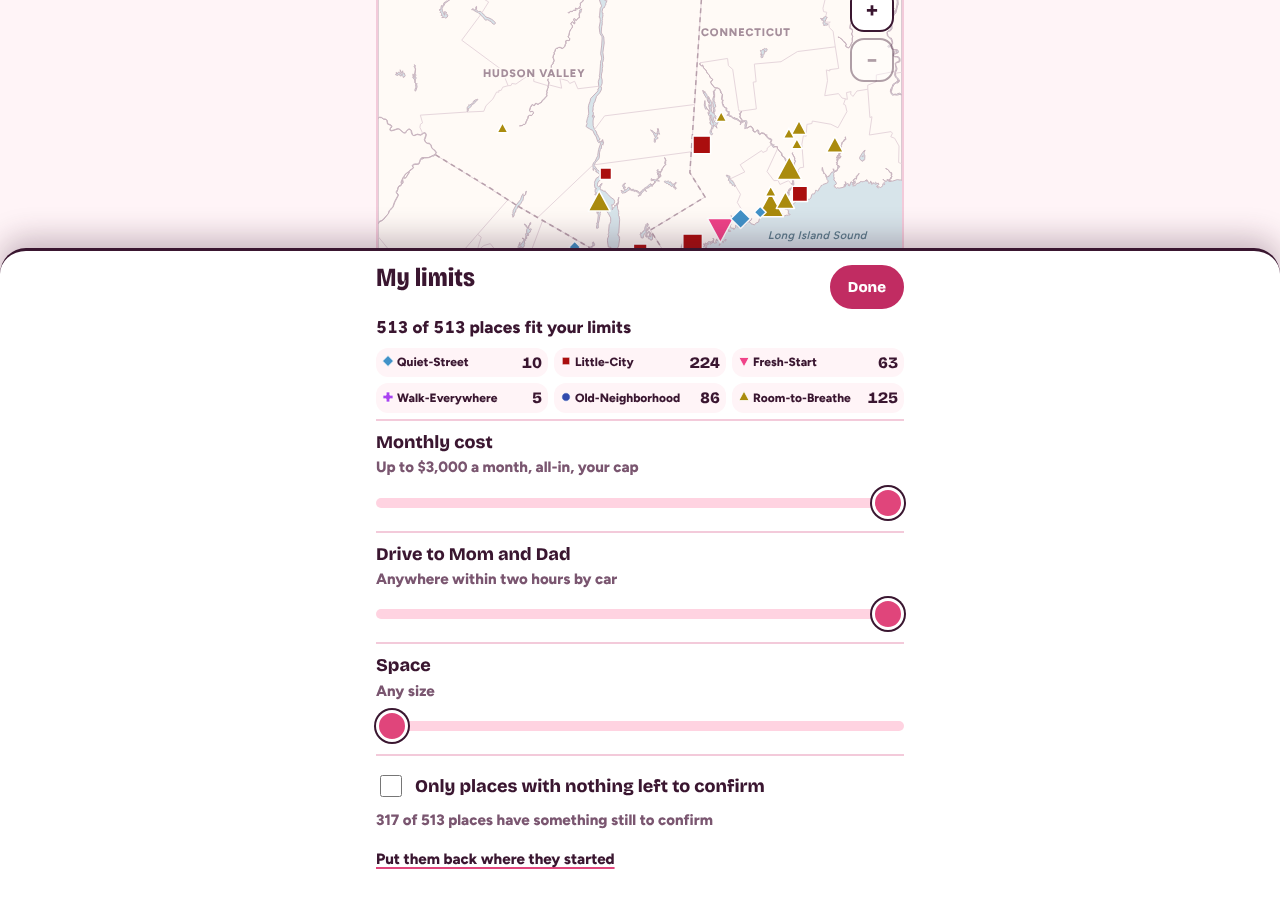 +
CONNECTICUT
−
HUDSON VALLEY
Long Island Sound
My limits
Done
513 of 513 places fit your limits
Quiet-Street 10
Little-City 224
Fresh-Start 63
Walk-Everywhere 5
Old-Neighborhood 86
Room-to-Breathe 125
Monthly cost
Up to $3,000 a month, all-in, your cap
Drive to Mom and Dad
Anywhere within two hours by car
Space
Any size
Only places with nothing left to confirm
317 of 513 places have something still to confirm
Put them back where they started